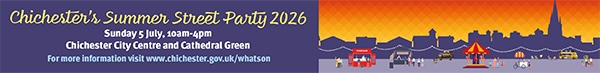 Chichester's Summer Street Party 2026
Sunday 5 July, 10am-4pm
Chichester City Centre and Cathedral Green
For more information visit www.chichester.gov.uk/whatson